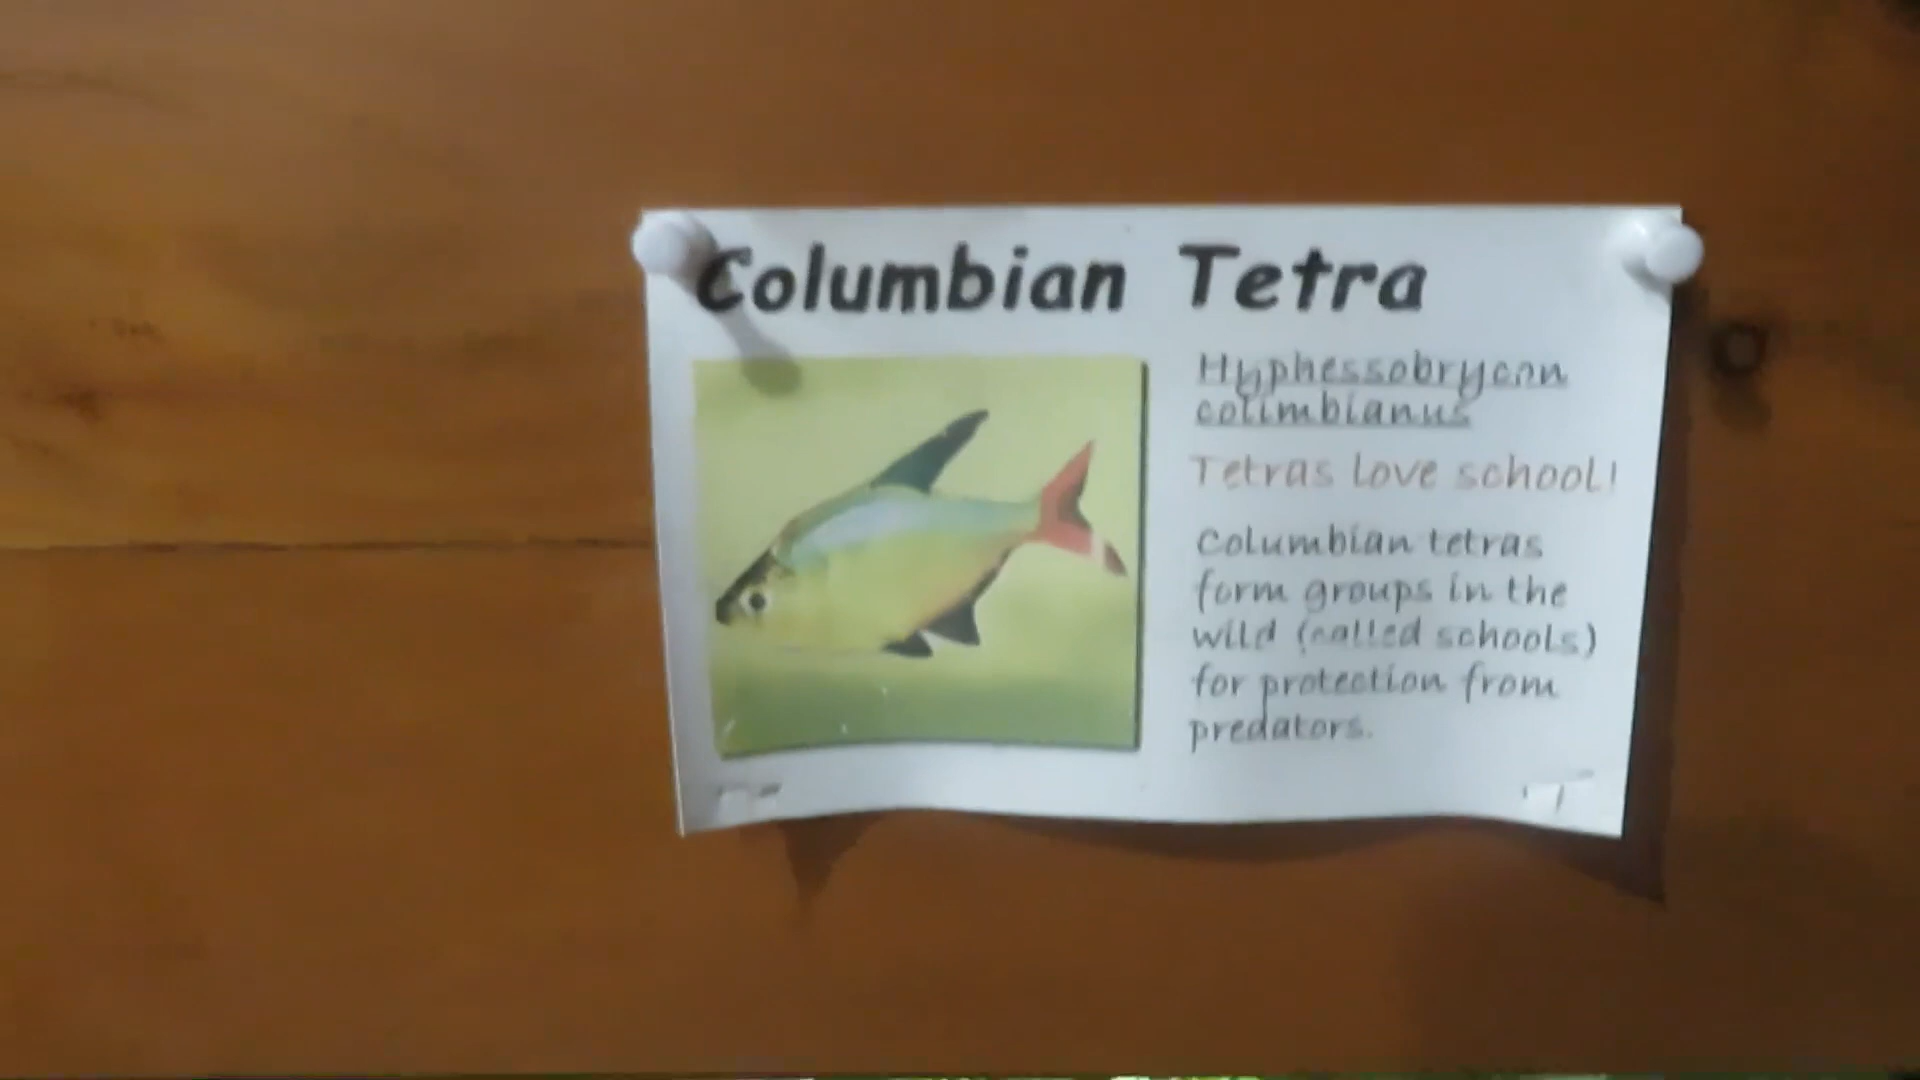 Columbian Tetra
Hyphessobrycon
colimbianus
Tetras love school!
Columbian tetras
form groups in the
wild (called schools)
for protection from
predators.